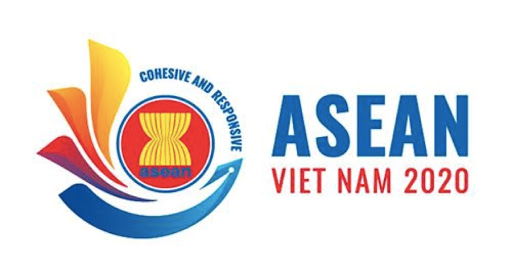 COHESIVE AND RESPONSIVE
asean
ASEAN
VIET NAM 2020